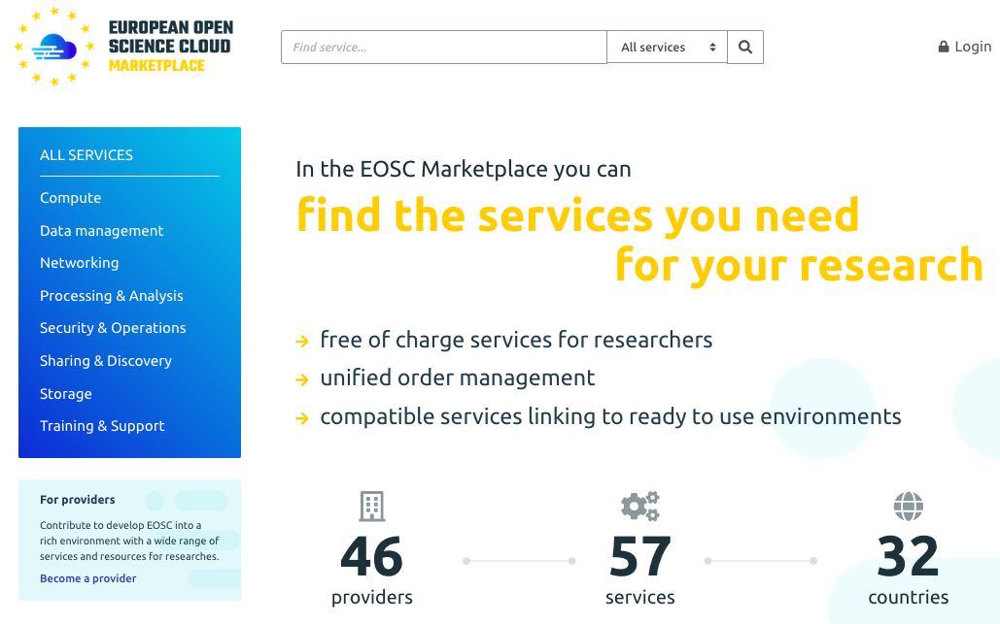 EUROPEAN OPEN
SCIENCE CLOUD
MARKETPLACE
Find service...
All services
Login
ALL SERVICES
Compute
Data management
Networking
Processing & Analysis
Security & Operations
Sharing & Discovery
Storage
Training & Support
For providers
Contribute to develop EOSC into a
rich environment with a wide range of
services and resources for researches.
Become a provider
In the EOSC Marketplace you can
find the services you need
for your research
free of charge services for researchers
unified order management
compatible services linking to ready to use environments
46
providers
57
services
32
countries